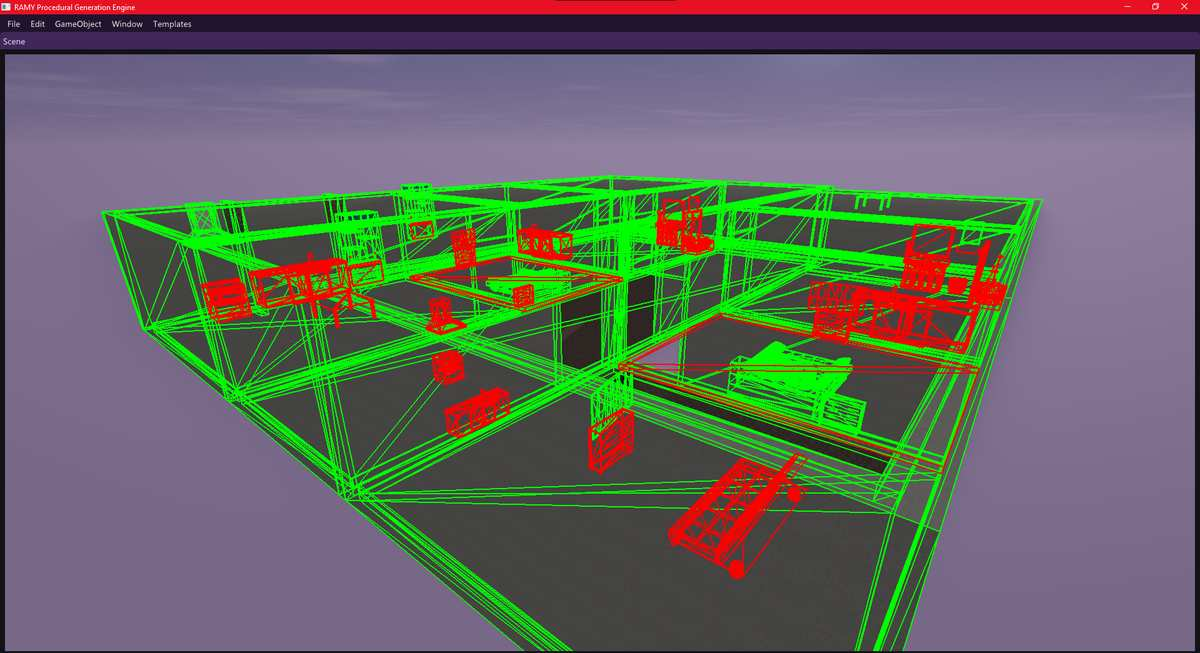 RAMY Procedural Generation Engine
File Edit GameObject Window Templates
Scene